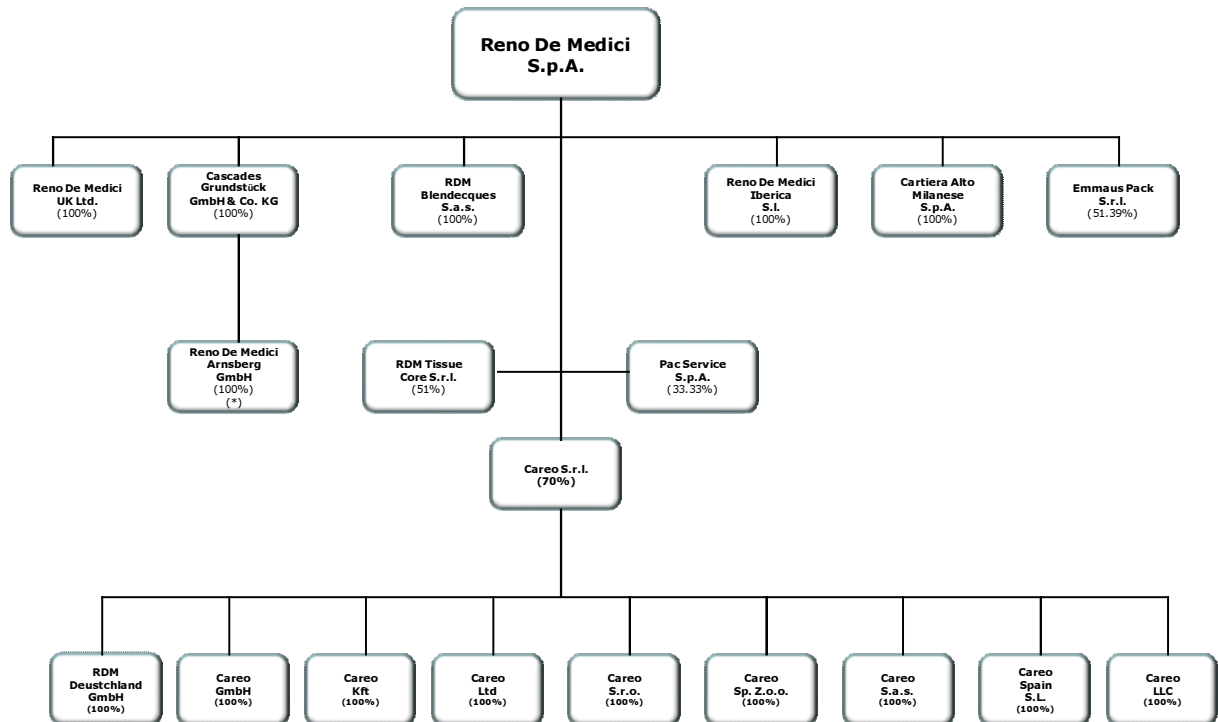 Reno De Medici
S.p.A.
Reno De Medici
UK Ltd.
(100%)
Cascades
Grundstück
GmbH & Co. KG
(100%)
RDM
Blendecques
S.a.s.
(100%)
Reno De Medici
Iberica
S.l.
(100%)
Cartiera Alto
Milanese
S.p.A.
(100%)
Emmaus Pack
S.r.l.
(51.39%)
Reno De Medici
Arnsberg
GmbH
(100%)
(*)
RDM Tissue
Core S.r.l.
(51%)
Pac Service
S.p.A.
(33.33%)
Careo S.r.l.
(70%)
RDM
Deustchland
GmbH
(100%)
Careo
GmbH
(100%)
Careo
Kft
(100%)
Careo
Ltd
(100%)
Careo
S.r.o.
(100%)
Careo
Sp. Z.o.o.
(100%)
Careo
S.a.s.
(100%)
Careo
Spain
S.L.
(100%)
Careo
LLC
(100%)